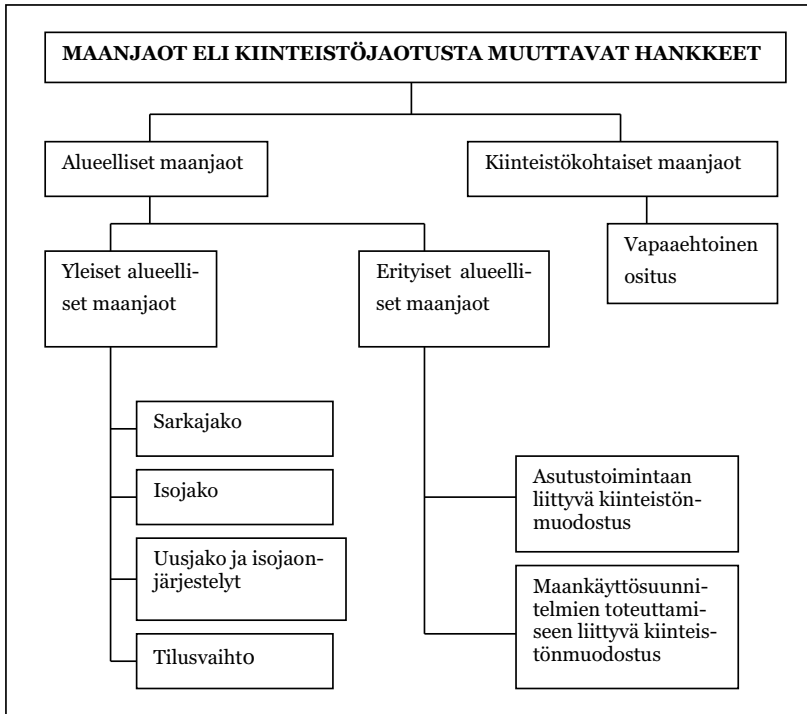 MAANJAOT ELI KIINTEISTÖJAOTUSTA MUUTTAVAT HANKKEET
Alueelliset maanjaot
Kiinteistökohtaiset maanjaot
Yleiset alueelli-
set maanjaot
Erityiset alueelli-
set maanjaot
Vapaaehtoinen
ositus
Sarkajako
Isojako
Uusjako ja isojaon-
järjestelyt
Tilusvaihto
Asutustoimintaan
liittyvä kiinteistön-
muodostus
Maankäyttösuunni-
telmien toteuttami-
seen liittyvä kiinteis-
tönmuodostus